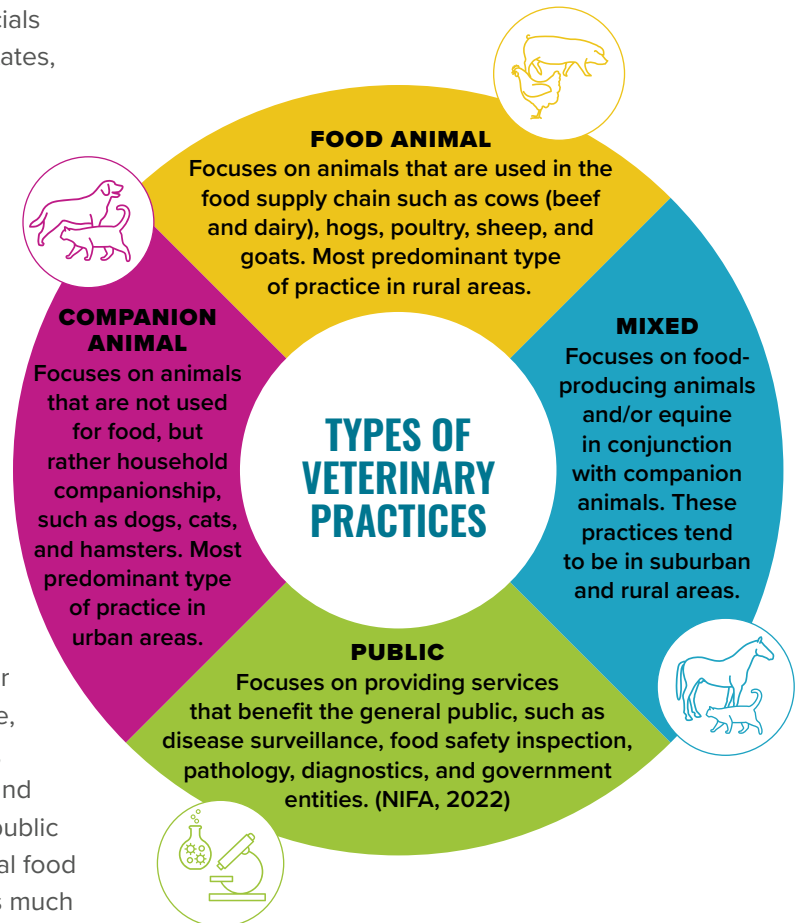 ates,
FOOD ANIMAL
Focuses on animals that are used in the
food supply chain such as cows (beef
and dairy), hogs, poultry, sheep, and
goats. Most predominant type
of practice in rural areas.
COMPANION
ANIMAL
Focuses on animals
that are not used
for food, but
rather household
companionship,
such as dogs, cats,
and hamsters. Most
predominant type
of practice in
urban areas.
TYPES OF
VETERINARY
PRACTICES
MIXED
Focuses on food-
producing animals
and/or equine
in conjunction
with companion
animals. These
practices tend
to be in suburban
and rural areas.
PUBLIC
Focuses on providing services
that benefit the general public, such as
disease surveillance, food safety inspection,
pathology, diagnostics, and government
entities. (NIFA, 2022)
r
e,
nd
public
al food
s much